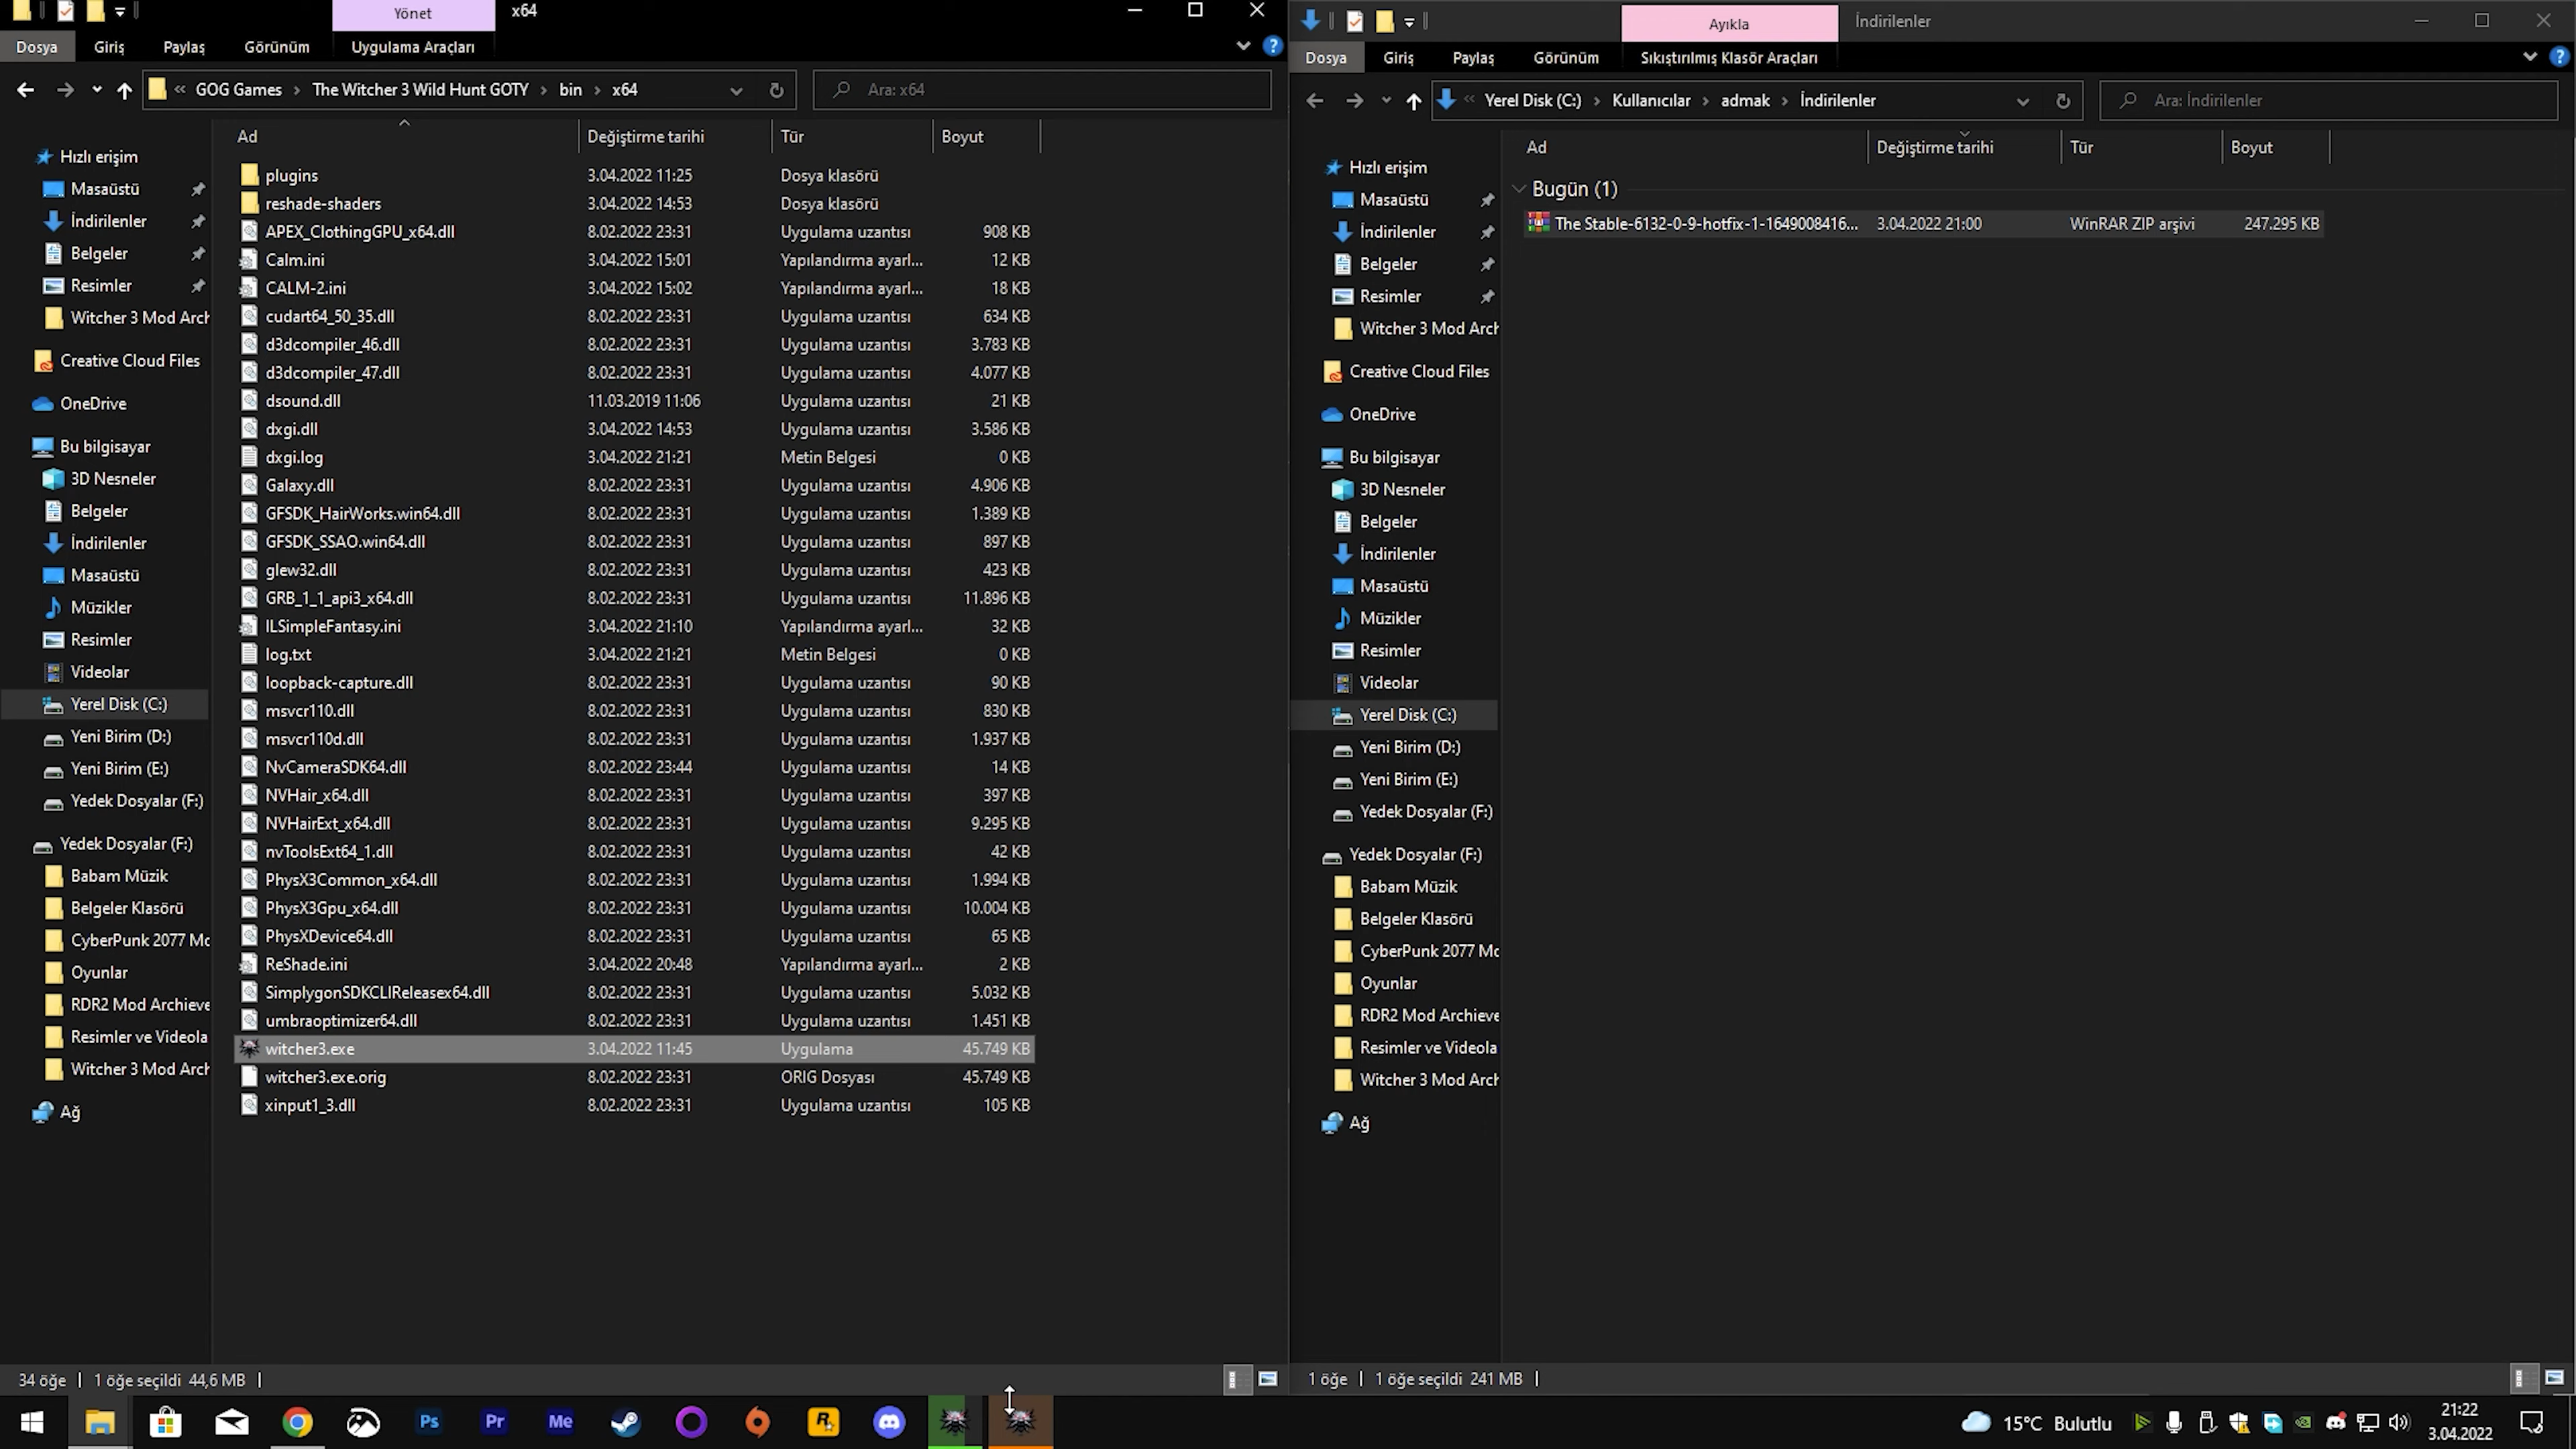 Yönet
x64
Dosya
Giriş
Paylaş
Görünüm
Uygulama Araçları
GOG Games
The Witcher 3 Wild Hunt GOTY
bin
x64
Ara: x64
Hızlı erişim
Masaüstü
İndirilenler
Belgeler
Resimler
Witcher 3 Mod Arch
Creative Cloud Files
OneDrive
Bu bilgisayar
3D Nesneler
Belgeler
İndirilenler
Masaüstü
Müzikler
Resimler
Videolar
Yerel Disk (C:)
Yeni Birim (D:)
Yeni Birim (E:)
Yedek Dosyalar (F:)
Yedek Dosyalar (F:)
Babam Müzik
Belgeler Klasörü
CyberPunk 2077 Mo
Oyunlar
RDR2 Mod Archieve
Resimler ve Videola
Witcher 3 Mod Arch
Ağ
Ad Değiştirme tarihi Tür Boyut
plugins 3.04.2022 11:25 Dosya klasörü
reshade-shaders 3.04.2022 14:53 Dosya klasörü
APEX_ClothingGPU_x64.dll 8.02.2022 23:31 Uygulama uzantısı 908 KB
Calm.ini 3.04.2022 15:01 Yapılandırma ayarl... 12 KB
CALM-2.ini 3.04.2022 15:02 Yapılandırma ayarl... 18 KB
cudart64_50_35.dll 8.02.2022 23:31 Uygulama uzantısı 634 KB
d3dcompiler_46.dll 8.02.2022 23:31 Uygulama uzantısı 3.783 KB
d3dcompiler_47.dll 8.02.2022 23:31 Uygulama uzantısı 4.077 KB
dsound.dll 11.03.2019 11:06 Uygulama uzantısı 21 KB
dxgi.dll 3.04.2022 14:53 Uygulama uzantısı 3.586 KB
dxgi.log 3.04.2022 21:21 Metin Belgesi 0 KB
Galaxy.dll 8.02.2022 23:31 Uygulama uzantısı 4.906 KB
GFSDK_HairWorks.win64.dll 8.02.2022 23:31 Uygulama uzantısı 1.389 KB
GFSDK_SSAO.win64.dll 8.02.2022 23:31 Uygulama uzantısı 897 KB
glew32.dll 8.02.2022 23:31 Uygulama uzantısı 423 KB
GRB_1_1_api3_x64.dll 8.02.2022 23:31 Uygulama uzantısı 11.896 KB
ILSimpleFantasy.ini 3.04.2022 21:10 Yapılandırma ayarl... 32 KB
log.txt 3.04.2022 21:21 Metin Belgesi 0 KB
loopback-capture.dll 8.02.2022 23:31 Uygulama uzantısı 90 KB
msvcr110.dll 8.02.2022 23:31 Uygulama uzantısı 830 KB
msvcr110d.dll 8.02.2022 23:31 Uygulama uzantısı 1.937 KB
NvCameraSDK64.dll 8.02.2022 23:44 Uygulama uzantısı 14 KB
NVHair_x64.dll 8.02.2022 23:31 Uygulama uzantısı 397 KB
NVHairExt_x64.dll 8.02.2022 23:31 Uygulama uzantısı 9.295 KB
nvToolsExt64_1.dll 8.02.2022 23:31 Uygulama uzantısı 42 KB
PhysX3Common_x64.dll 8.02.2022 23:31 Uygulama uzantısı 1.994 KB
PhysX3Gpu_x64.dll 8.02.2022 23:31 Uygulama uzantısı 10.004 KB
PhysXDevice64.dll 8.02.2022 23:31 Uygulama uzantısı 65 KB
ReShade.ini 3.04.2022 20:48 Yapılandırma ayarl... 2 KB
SimplygonSDKCLIReleasex64.dll 8.02.2022 23:31 Uygulama uzantısı 5.032 KB
umbraoptimizer64.dll 8.02.2022 23:31 Uygulama uzantısı 1.451 KB
witcher3.exe 3.04.2022 11:45 Uygulama 45.749 KB
witcher3.exe.orig 8.02.2022 23:31 ORIG Dosyası 45.749 KB
xinput1_3.dll 8.02.2022 23:31 Uygulama uzantısı 105 KB
34 öğe 1 öğe seçildi 44,6 MB
Ayıkla
İndirilenler
Dosya
Giriş
Paylaş
Görünüm
Sıkıştırılmış Klasör Araçları
Yerel Disk (C:)
Kullanıcılar
admak
İndirilenler
Ara: İndirilenler
Hızlı erişim
Masaüstü
İndirilenler
Belgeler
Resimler
Witcher 3 Mod Arch
Creative Cloud Files
OneDrive
Bu bilgisayar
3D Nesneler
Belgeler
İndirilenler
Masaüstü
Müzikler
Resimler
Videolar
Yerel Disk (C:)
Yeni Birim (D:)
Yeni Birim (E:)
Yedek Dosyalar (F:)
Yedek Dosyalar (F:)
Babam Müzik
Belgeler Klasörü
CyberPunk 2077 Mo
Oyunlar
RDR2 Mod Archieve
Resimler ve Videola
Witcher 3 Mod Arch
Ağ
Ad Değiştirme tarihi Tür Boyut
Bugün (1)
The Stable-6132-0-9-hotfix-1-1649008416... 3.04.2022 21:00 WinRAR ZIP arşivi 247.295 KB
1 öğe 1 öğe seçildi 241 MB
Ps
Pr
Me
15°C Bulutlu
21:22
3.04.2022